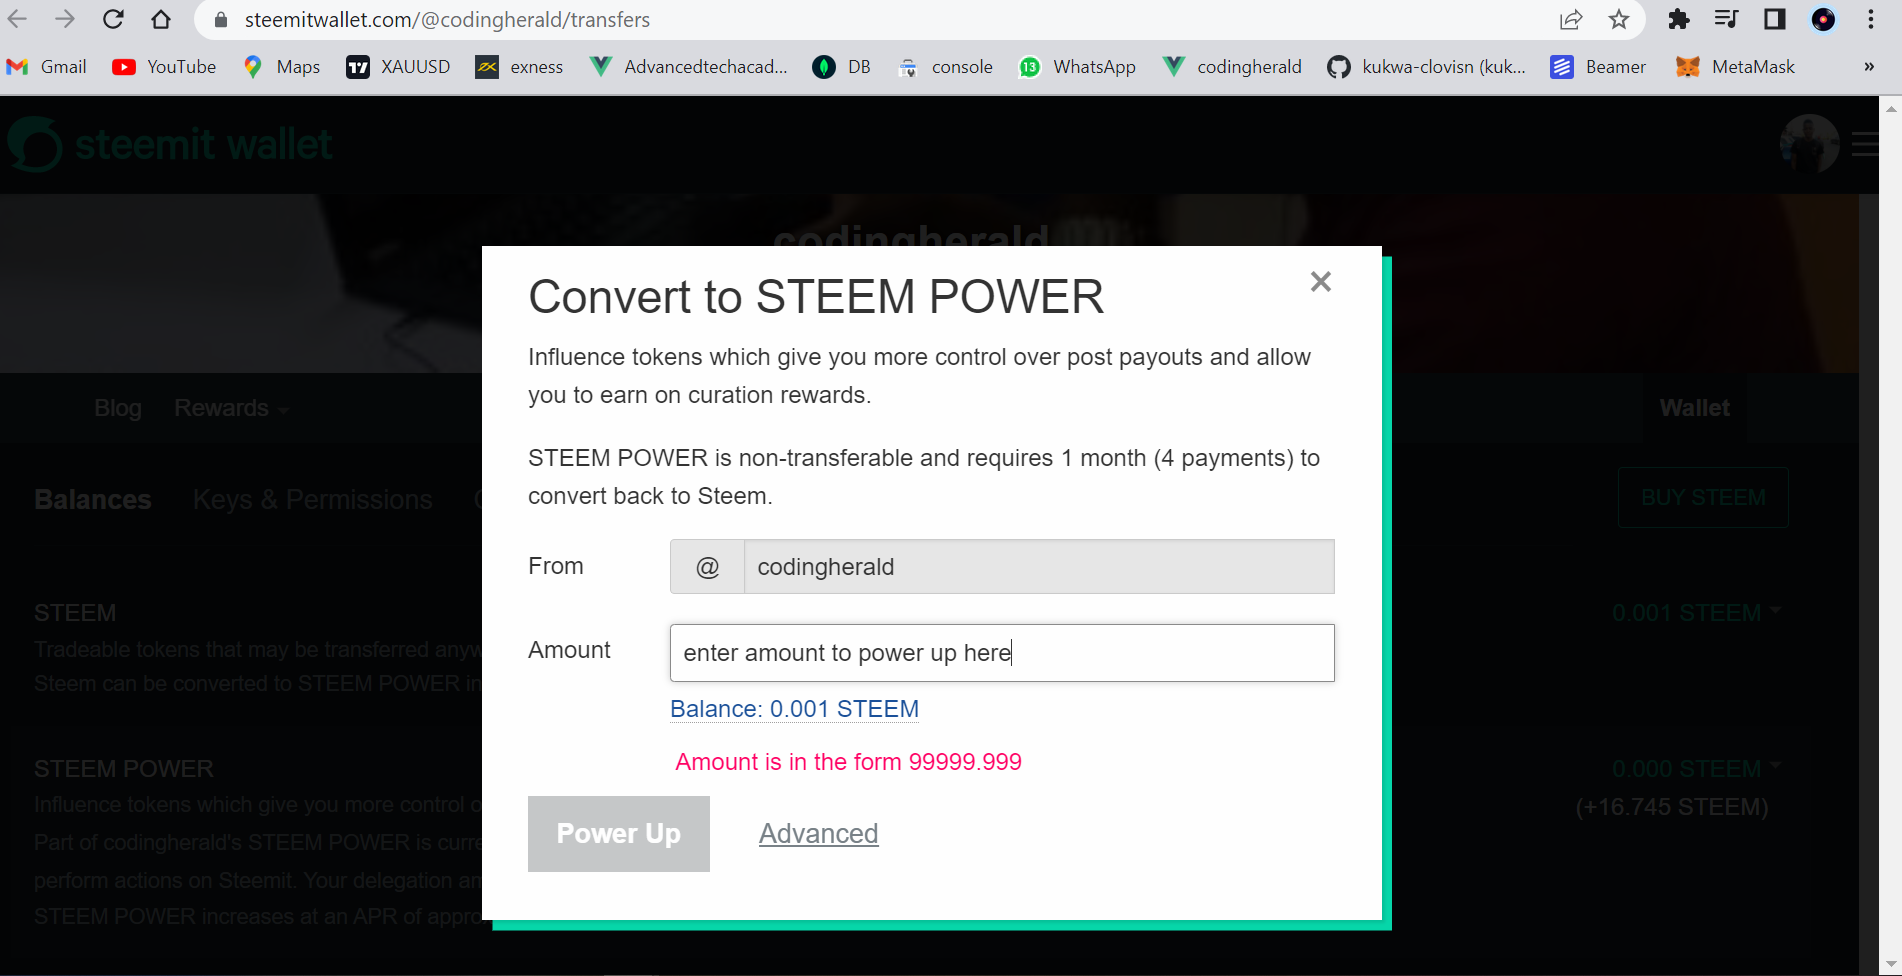 steemitwallet.com/@codingherald/transfers
Gmail YouTube Maps XAUUSD exness Advancedtechacad... DB console 13 WhatsApp codingherald kukwa-clovisn (kuk... Beamer MetaMask »
steemit wallet
codingherald
Convert to STEEM POWER
Influence tokens which give you more control over post payouts and allow
you to earn on curation rewards.
Blog Rewards Wallet
STEEM POWER is non-transferable and requires 1 month (4 payments) to
convert back to Steem.
Balances Keys & Permissions BUY STEEM
From @ codingherald
STEEM 0.001 STEEM
Tradeable tokens that may be transferred anyw
Steem can be converted to STEEM POWER in
Amount enter amount to power up here
Balance: 0.001 STEEM
Amount is in the form 99999.999
STEEM POWER 0.000 STEEM
Influence tokens which give you more control o
(+16.745 STEEM)
Part of codingherald's STEEM POWER is curre
perform actions on Steemit. Your delegation am
STEEM POWER increases at an APR of appro
Power Up Advanced